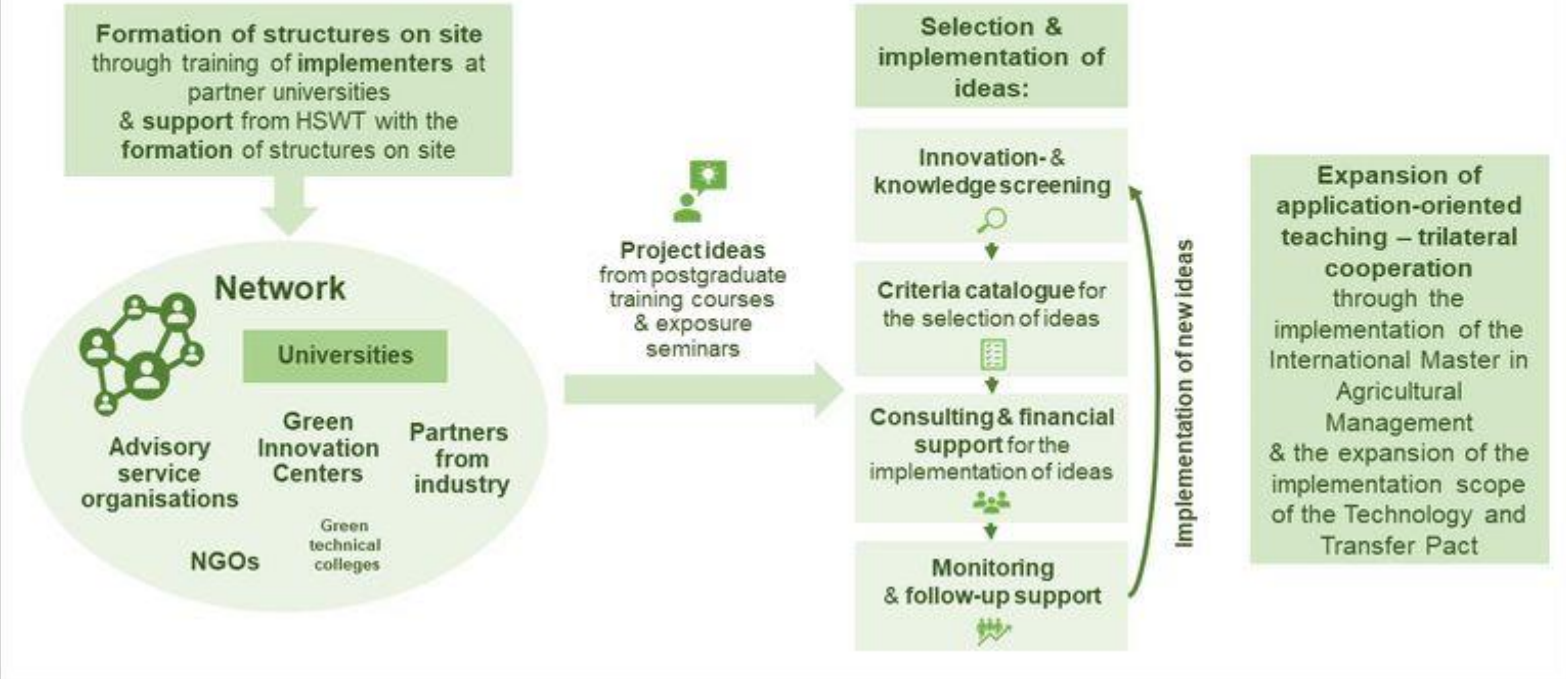 Formation of structures on site
through training of implementers at
partner universities
& support from HSWT with the
formation of structures on site
Network
Universities
Advisory
service
organisations
Green
Innovation
Centers
Partners
from
industry
NGOs
Green
technical
colleges
Project ideas
from postgraduate
training courses
& exposure
seminars
Selection &
implementation of
ideas:
Innovation- &
knowledge screening
Criteria catalogue for
the selection of ideas
Consulting & financial
support for the
implementation of ideas
Monitoring
& follow-up support
Implementation of new ideas
Expansion of
application-oriented
teaching – trilateral
cooperation
through the
implementation of the
International Master in
Agricultural
Management
& the expansion of the
implementation scope
of the Technology and
Transfer Pact